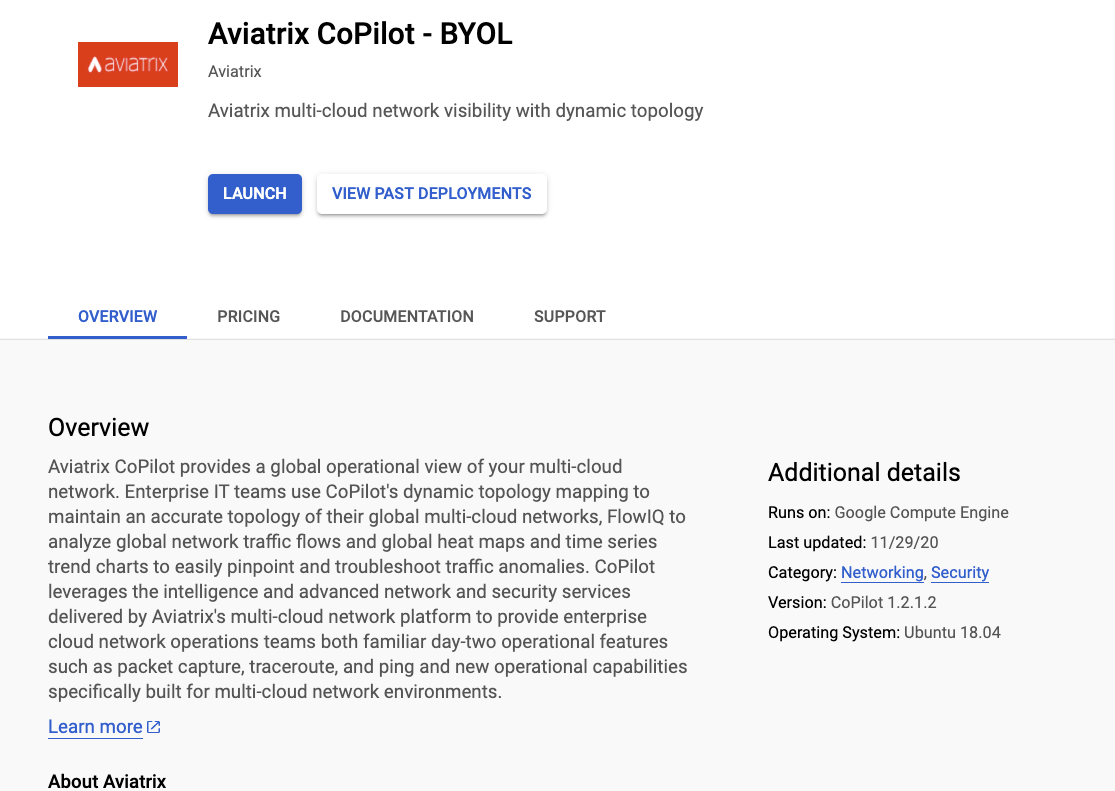 Aviatrix CoPilot - BYOL
aviatrix
Aviatrix
Aviatrix multi-cloud network visibility with dynamic topology
LAUNCH
VIEW PAST DEPLOYMENTS
OVERVIEW
PRICING
DOCUMENTATION
SUPPORT
Overview
Aviatrix CoPilot provides a global operational view of your multi-cloud
network. Enterprise IT teams use CoPilot's dynamic topology mapping to
maintain an accurate topology of their global multi-cloud networks, FlowIQ to
analyze global network traffic flows and global heat maps and time series
trend charts to easily pinpoint and troubleshoot traffic anomalies. CoPilot
leverages the intelligence and advanced network and security services
delivered by Aviatrix's multi-cloud network platform to provide enterprise
cloud network operations teams both familiar day-two operational features
such as packet capture, traceroute, and ping and new operational capabilities
specifically built for multi-cloud network environments.
Learn more
About Aviatrix
Additional details
Runs on: Google Compute Engine
Last updated: 11/29/20
Category: Networking, Security
Version: CoPilot 1.2.1.2
Operating System: Ubuntu 18.04